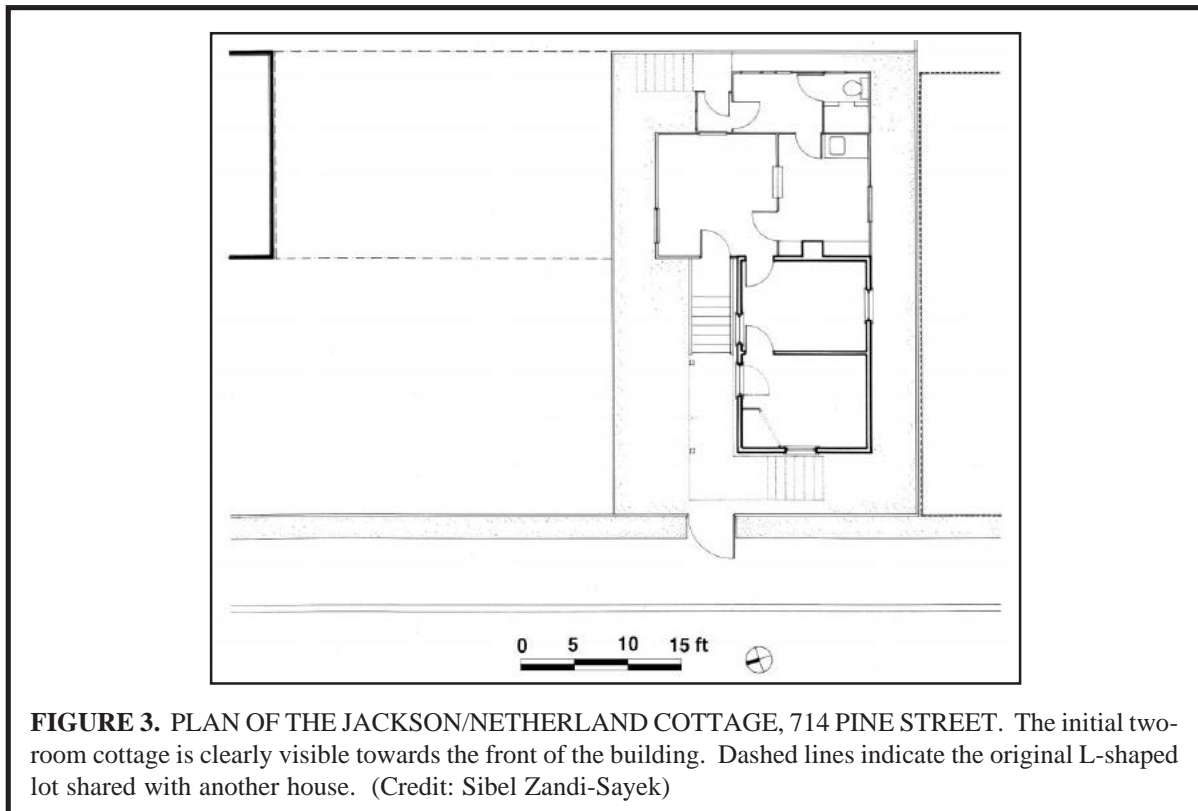 0 5 10 15 ft
FIGURE 3. PLAN OF THE JACKSON/NETHERLAND COTTAGE, 714 PINE STREET. The initial two-
room cottage is clearly visible towards the front of the building. Dashed lines indicate the original L-shaped
lot shared with another house. (Credit: Sibel Zandi-Sayek)